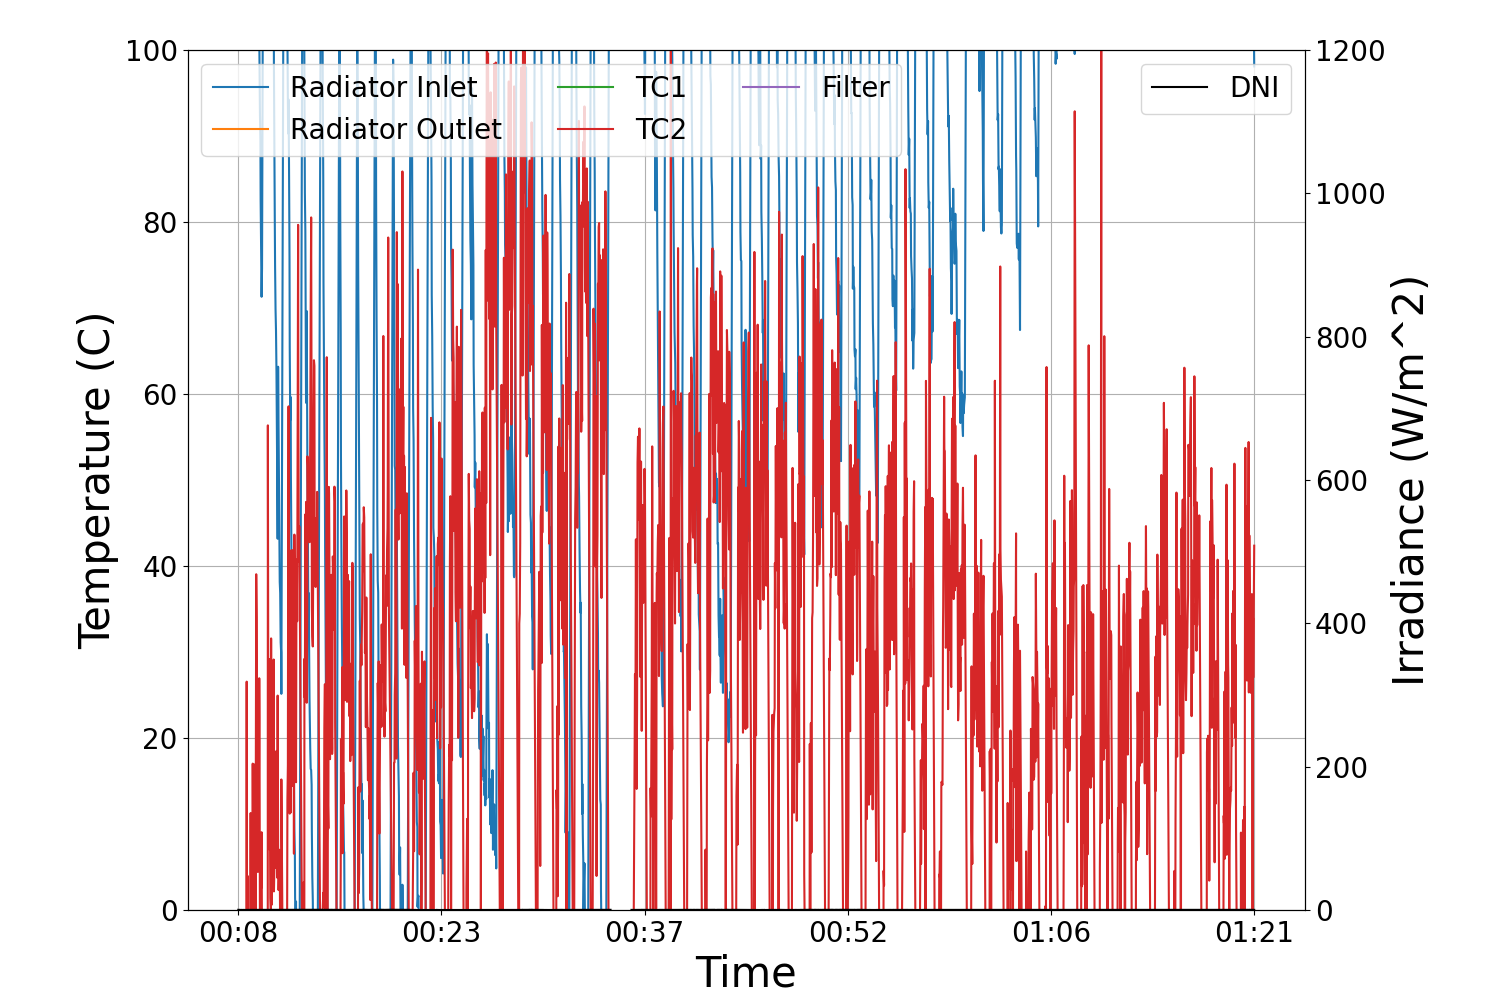 100
80
60
40
20
0
Temperature (C)
Radiator Inlet
Radiator Outlet
TC1
TC2
Filter
DNI
1200
1000
800
600
400
200
0
Irradiance (W/m^2)
00:08 00:23 00:37 00:52 01:06 01:21
Time